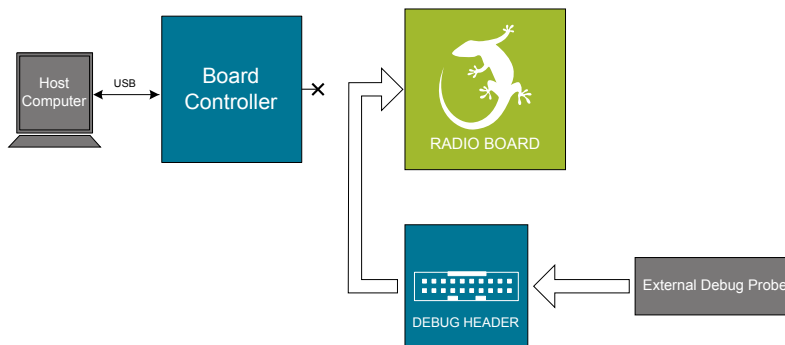 Host
Computer
USB
Board
Controller
RADIO BOARD
DEBUG HEADER
External Debug Probe